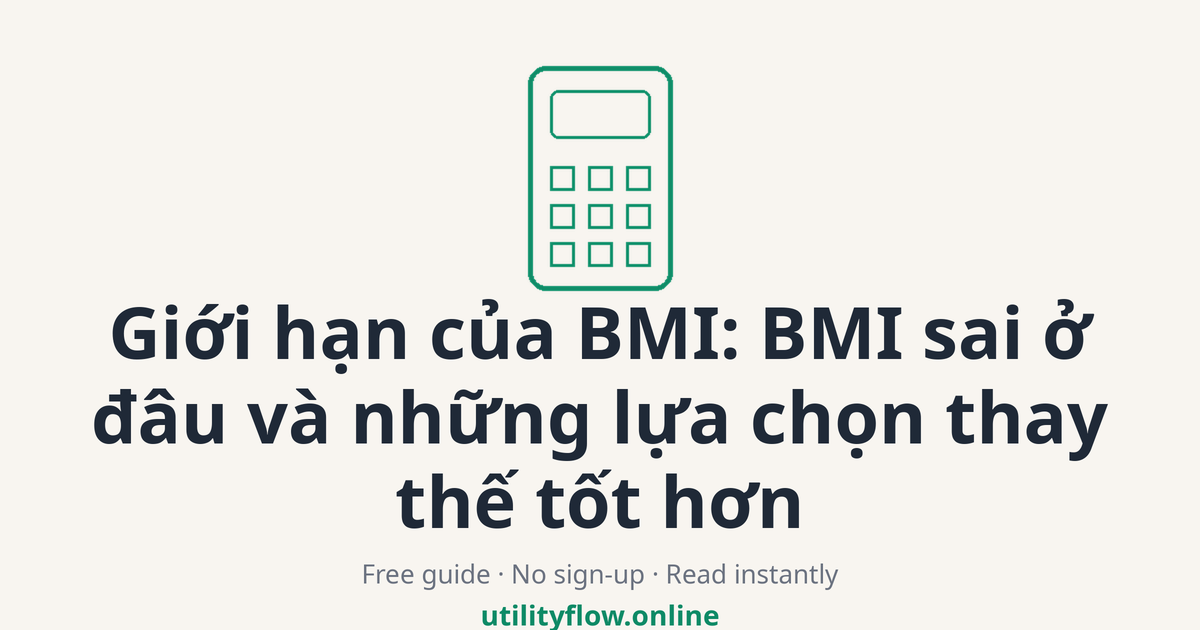 Giới hạn của BMI: BMI sai ở
đâu và những lựa chọn thay
thế tốt hơn
Free guide · No sign-up · Read instantly
utilityflow.online